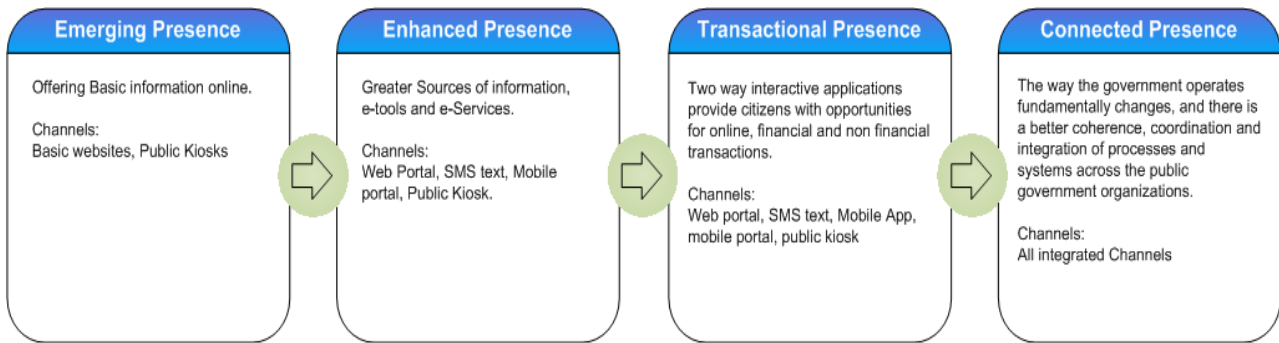 Emerging Presence
Offering Basic information online.
Channels:
Basic websites, Public Kiosks
Enhanced Presence
Greater Sources of information,
e-tools and e-Services.
Channels:
Web Portal, SMS text, Mobile
portal, Public Kiosk.
Transactional Presence
Two way interactive applications
provide citizens with opportunities
for online, financial and non financial
transactions.
Channels:
Web portal, SMS text, Mobile App,
mobile portal, public kiosk
Connected Presence
The way the government operates
fundamentally changes, and there is
a better coherence, coordination and
integration of processes and
systems across the public
government organizations.
Channels:
All integrated Channels